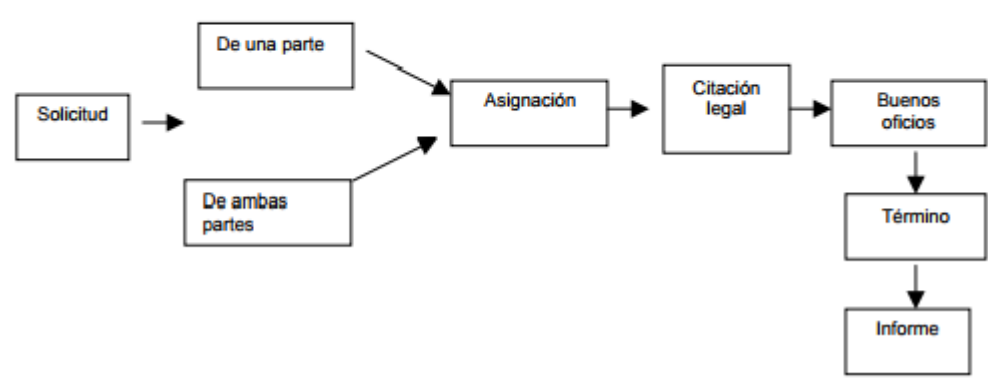 Solicitud
De una parte
De ambas
partes
Asignación
Citación
legal
Buenos
oficios
Término
Informe